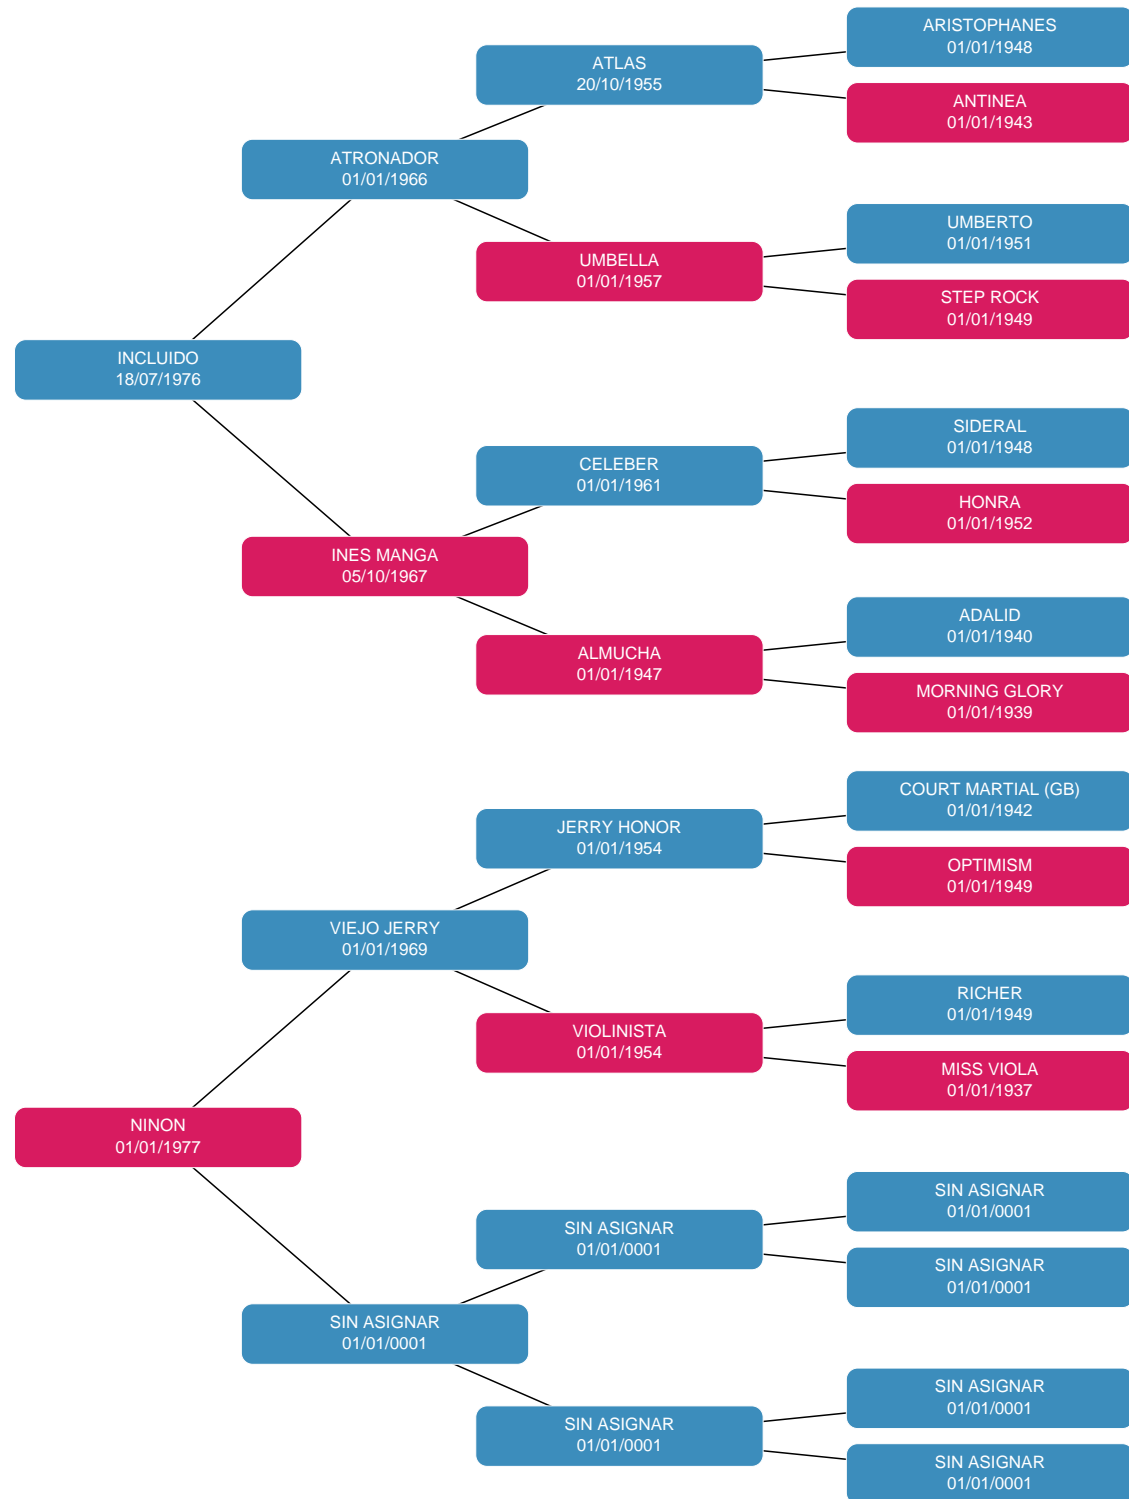 ARISTOPHANES
01/01/1948
ATLAS
20/10/1955
ANTINEA
01/01/1943
ATRONADOR
01/01/1966
UMBERTO
01/01/1951
UMBELLA
01/01/1957
STEP ROCK
01/01/1949
INCLUIDO
18/07/1976
SIDERAL
01/01/1948
CELEBER
01/01/1961
HONRA
01/01/1952
INES MANGA
05/10/1967
ADALID
01/01/1940
ALMUCHA
01/01/1947
MORNING GLORY
01/01/1939
COURT MARTIAL (GB)
01/01/1942
JERRY HONOR
01/01/1954
OPTIMISM
01/01/1949
VIEJO JERRY
01/01/1969
RICHER
01/01/1949
VIOLINISTA
01/01/1954
MISS VIOLA
01/01/1937
NINON
01/01/1977
SIN ASIGNAR
01/01/0001
SIN ASIGNAR
01/01/0001
SIN ASIGNAR
01/01/0001
SIN ASIGNAR
01/01/0001
SIN ASIGNAR
01/01/0001
SIN ASIGNAR
01/01/0001
SIN ASIGNAR
01/01/0001